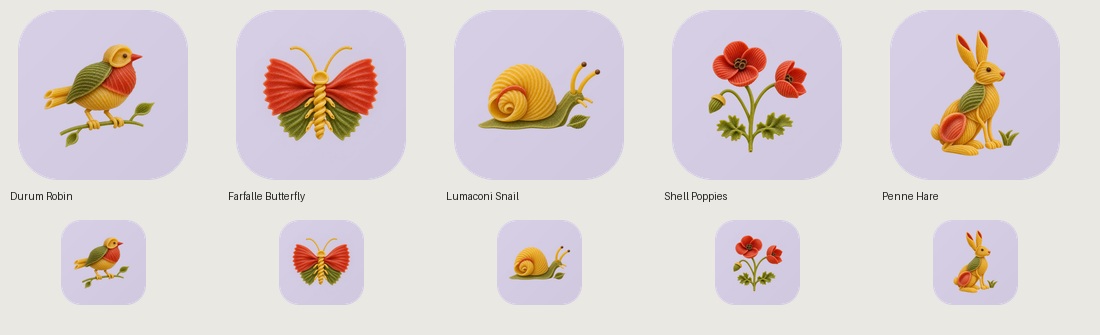 Durum Robin
Farfalle Butterfly
Lumaconi Snail
Shell Poppies
Penne Hare